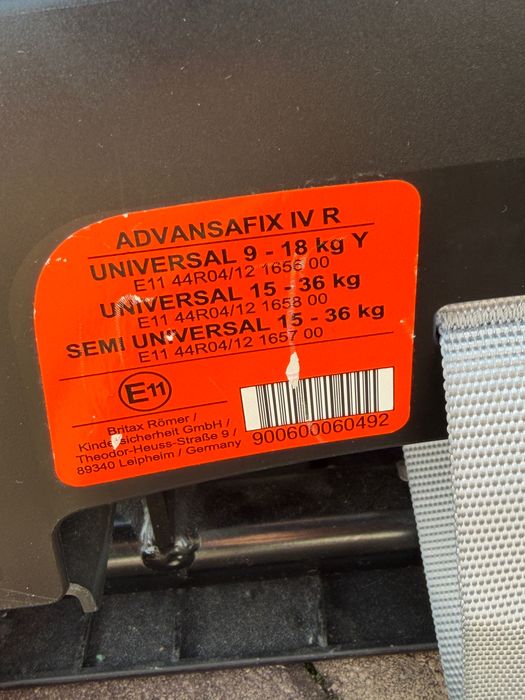 ADVANSAFIX IV R
UNIVERSAL 9 - 18 kg Y
E11 44R04/12 1655 00
UNIVERSAL 15 - 36 kg
E11 44R04/12 1658 00
SEMI UNIVERSAL 15 - 36 kg
E11 44R04/12 1657 00
E11
Britax Römer /
Kindersicherheit GmbH /
Theodor-Heuss-Straße 9 /
89340 Leipheim / Germany
900600060492